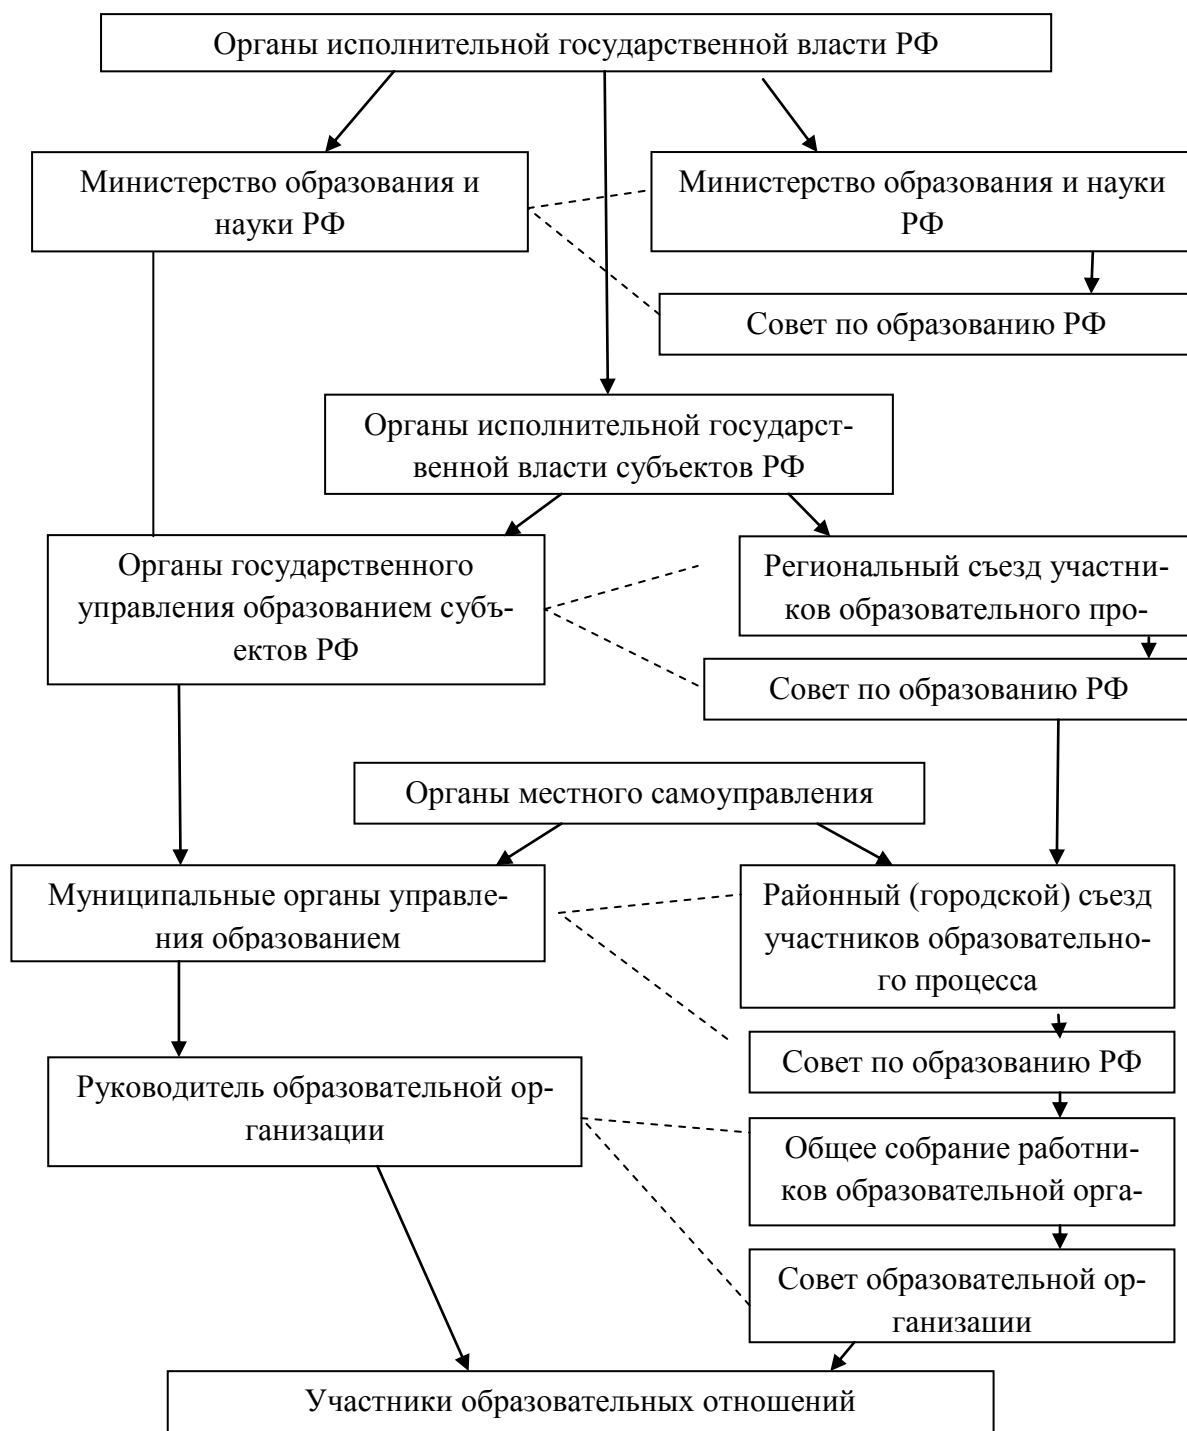 Органы исполнительной государственной власти РФ
Министерство образования и
науки РФ
Министерство образования и науки
РФ
Совет по образованию РФ
Органы исполнительной государст-
венной власти субъектов РФ
Органы государственного
управления образованием субъ-
ектов РФ
Региональный съезд участни-
ков образовательного про-
Совет по образованию РФ
Органы местного самоуправления
Муниципальные органы управле-
ния образованием
Районный (городской) съезд
участников образовательно-
го процесса
Совет по образованию РФ
Руководитель образовательной ор-
ганизации
Общее собрание работни-
ков образовательной орга-
Совет образовательной ор-
ганизации
Участники образовательных отношений